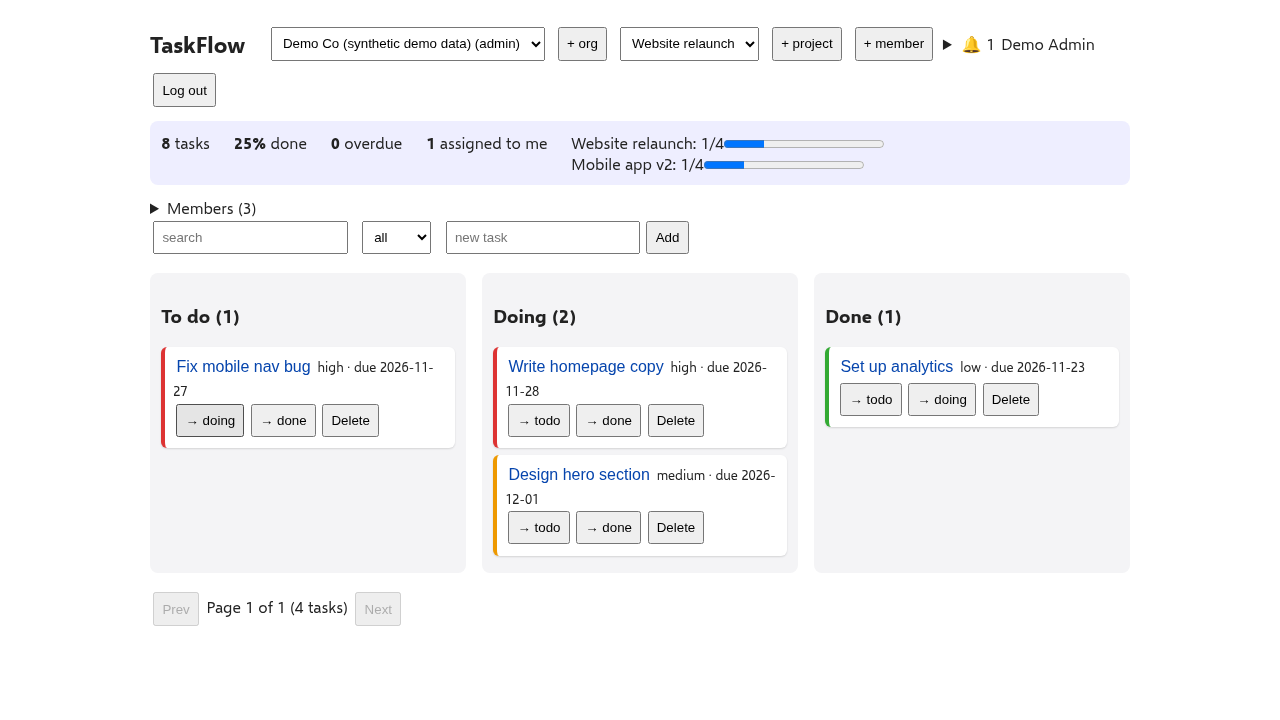 TaskFlow Demo Co (synthetic demo data) (admin) + org Website relaunch + project + member 🔔 1 Demo Admin
Log out
8 tasks 25% done 0 overdue 1 assigned to me Website relaunch: 1/4
Mobile app v2: 1/4
Members (3)
search all new task Add
To do (1)
Fix mobile nav bug high · due 2026-11-
27
→ doing → done Delete
Doing (2)
Write homepage copy high · due 2026-
11-28
→ todo → done Delete
Design hero section medium · due 2026-
12-01
→ todo → done Delete
Done (1)
Set up analytics low · due 2026-11-23
→ todo → doing Delete
Prev Page 1 of 1 (4 tasks) Next